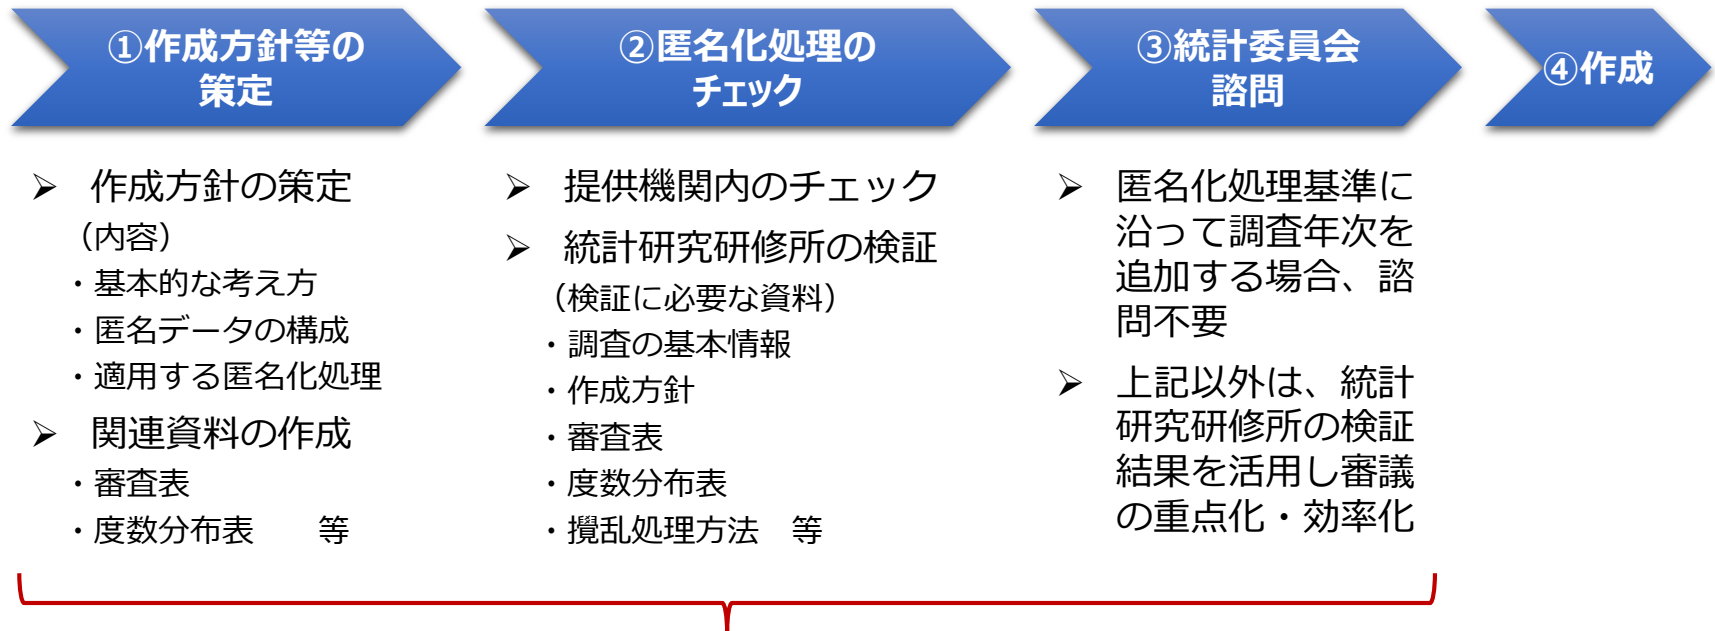 ①作成方針等の
策定
➢ 作成方針の策定
（内容）
・基本的な考え方
・匿名データの構成
・適用する匿名化処理
➢ 関連資料の作成
・審査表
・度数分布表　　等
②匿名化処理の
チェック
➢ 提供機関内のチェック
➢ 統計研究研修所の検証
（検証に必要な資料）
・調査の基本情報
・作成方針
・審査表
・度数分布表
・攪乱処理方法　等
③統計委員会
諮問
➢ 匿名化処理基準に
沿って調査年次を
追加する場合、諮
問不要
➢ 上記以外は、統計
研究研修所の検証
結果を活用し審議
の重点化・効率化
④作成